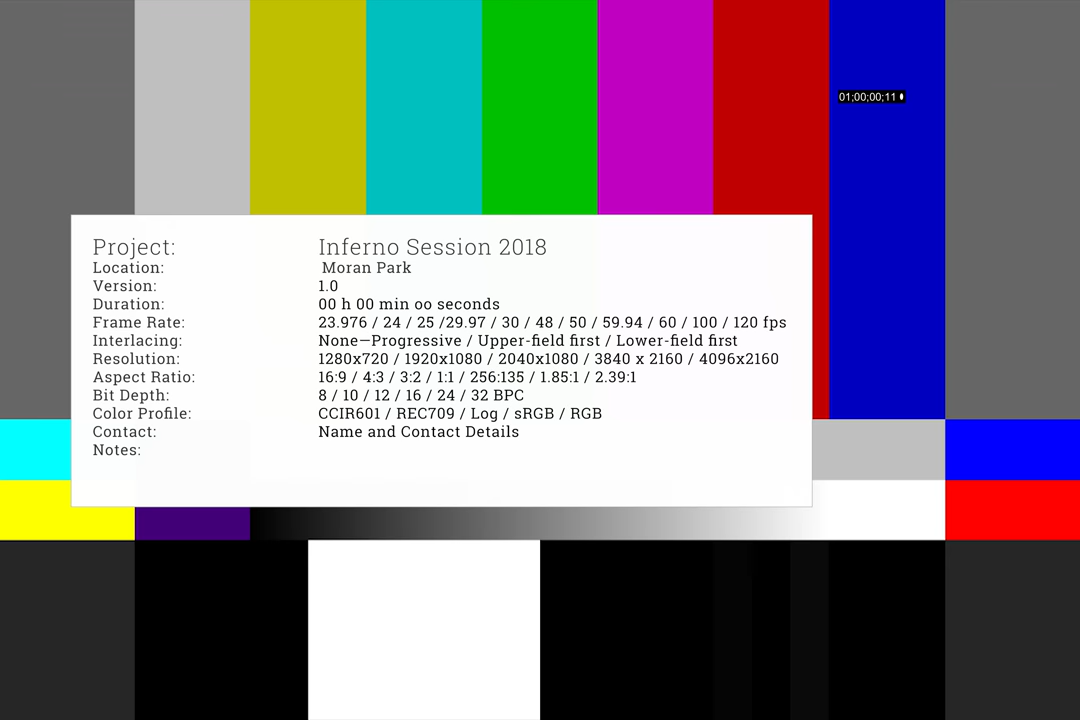 01;00;00;11
Project: Inferno Session 2018
Location: Moran Park
Version: 1.0
Duration: 00 h 00 min oo seconds
Frame Rate: 23.976 / 24 / 25 /29.97 / 30 / 48 / 50 / 59.94 / 60 / 100 / 120 fps
Interlacing: None—Progressive / Upper-field first / Lower-field first
Resolution: 1280x720 / 1920x1080 / 2040x1080 / 3840 x 2160 / 4096x2160
Aspect Ratio: 16:9 / 4:3 / 3:2 / 1:1 / 256:135 / 1.85:1 / 2.39:1
Bit Depth: 8 / 10 / 12 / 16 / 24 / 32 BPC
Color Profile: CCIR601 / REC709 / Log / sRGB / RGB
Contact: Name and Contact Details
Notes: